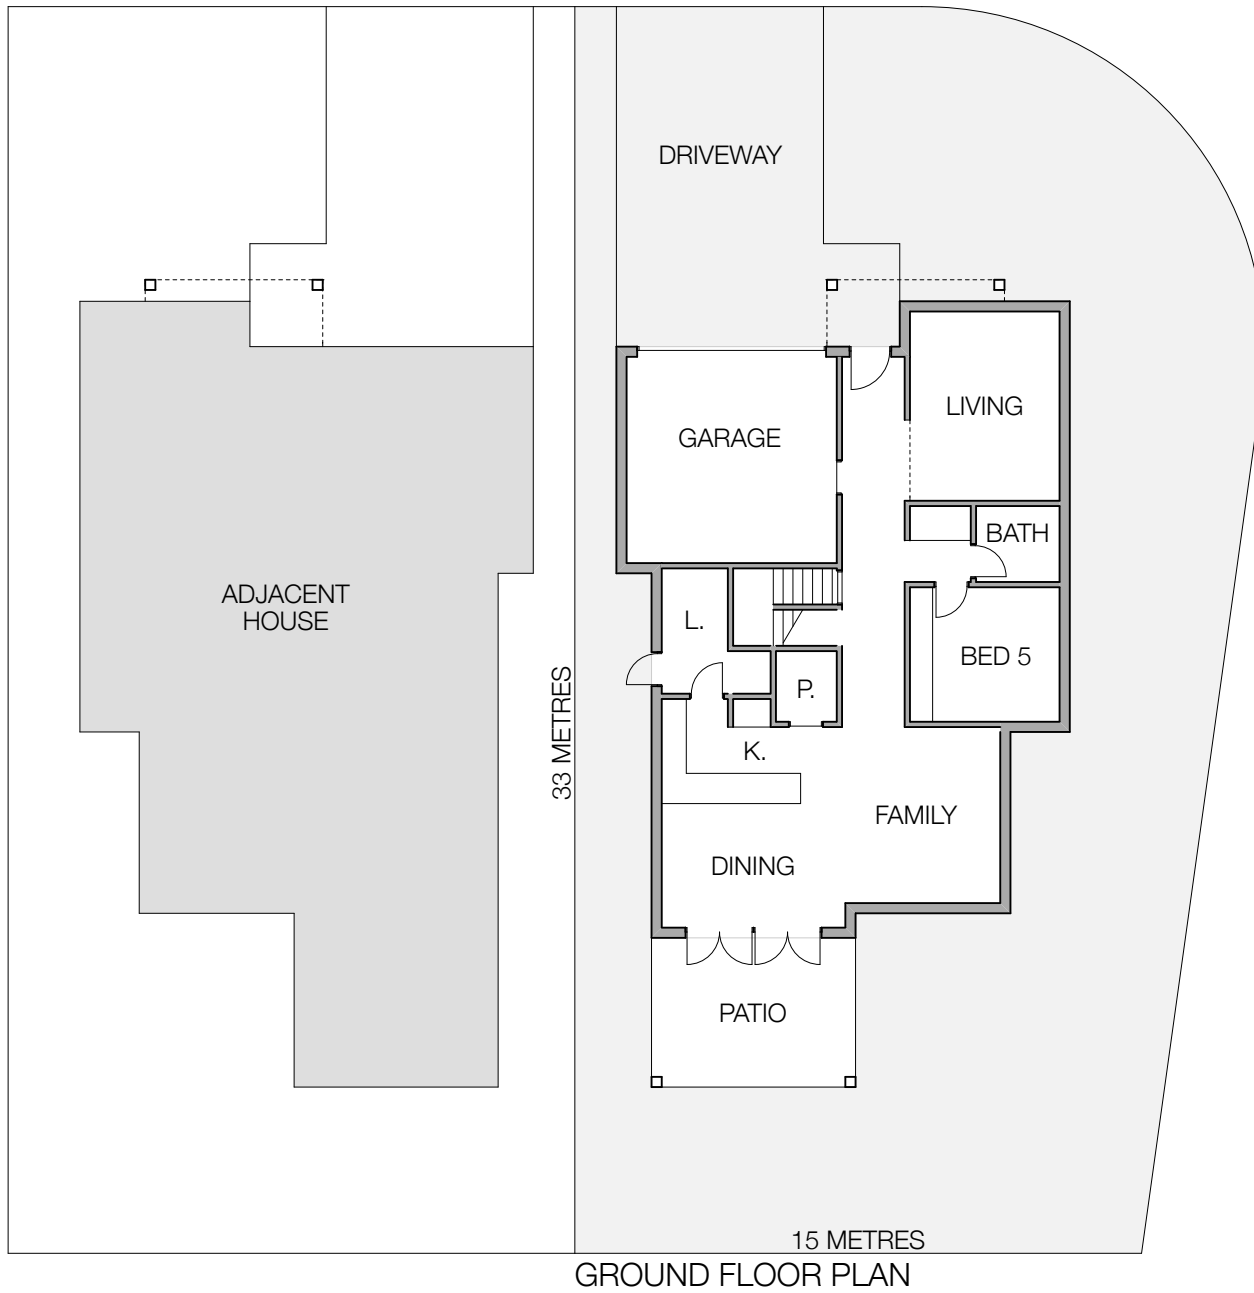 DRIVEWAY
LIVING
GARAGE
BATH
ADJACENT
HOUSE
L.
BED 5
P.
33 METRES
K.
FAMILY
DINING
PATIO
15 METRES
GROUND FLOOR PLAN